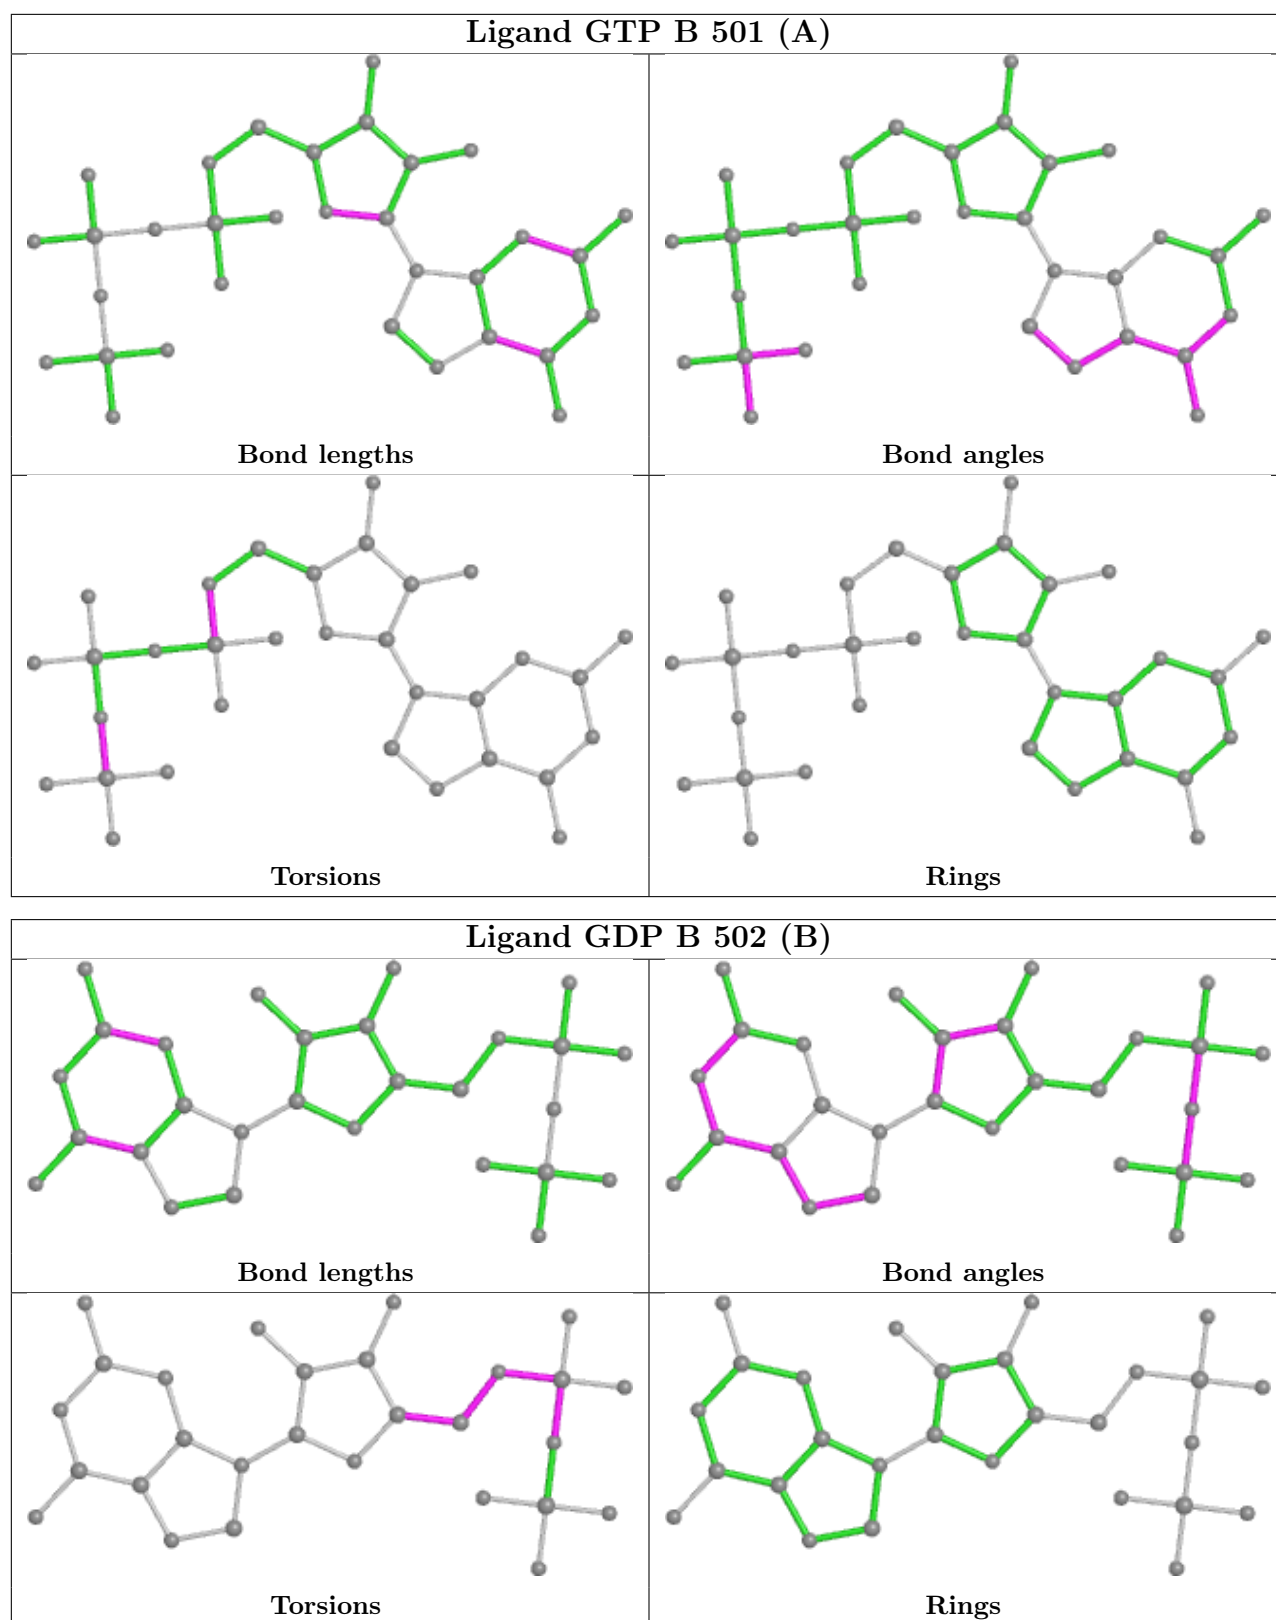 Ligand GTP B 501 (A)
Bond lengths
Bond angles
Torsions
Rings
Ligand GDP B 502 (B)
Bond lengths
Bond angles
Torsions
Rings